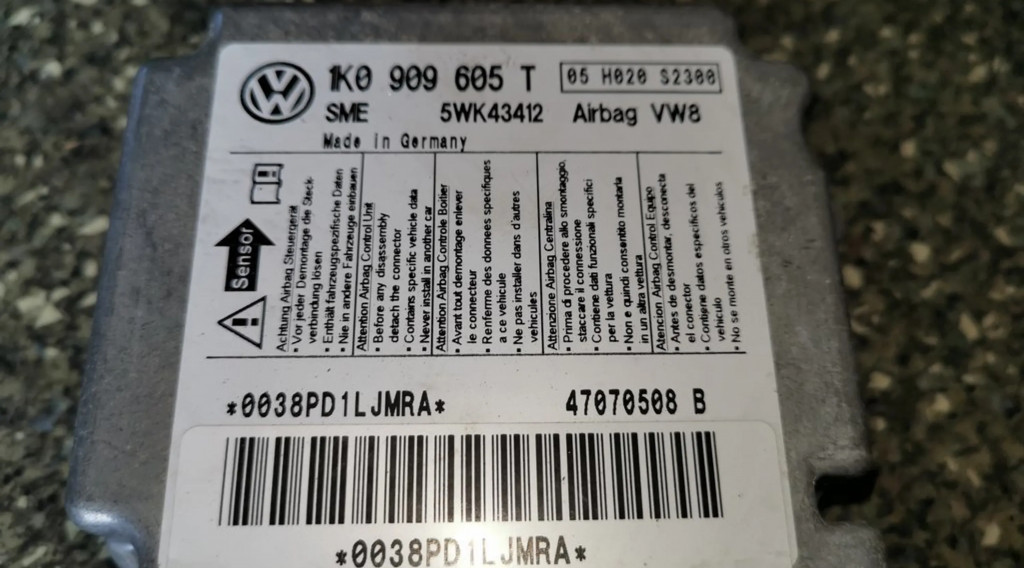 1K0 909 605 T
05 H020 S2300
SME 5WK43412 Airbag VW8
Made in Germany
Sensor
Achtung Airbag Steuergerät
• Vor jeder Demontage die Steck-
verbindung lösen
• Enthält fahrzeugspezifische Daten
• Nie in andere Fahrzeuge einbauen
Attention Airbag Control Unit
• Before any disassembly
detach the connector
• Contains specific vehicle data
• Never install in another car
Attention Airbag Controle Boitier
• Avant tout demontage enlever
le connecteur
• Renferme des donnees specifiques
a ce vehicule
• Ne pas installer dans d'autres
vehicules
Attenzione Airbag Centralina
• Prima di procedere allo smontaggio,
staccare il connessione
• Contiene dati funzionali specifici
per la vettura
• Non e quindi consentito montarla
in un altra vettura
Atencion Airbag Control Equipo
• Antes de desmontar, desconecta
el conector
• Contiene datos especificos del
vehiculo
• No se monte en otros vehiculos
*0038PD1LJMRA* 47070508 B
*0038PD1LJMRA*